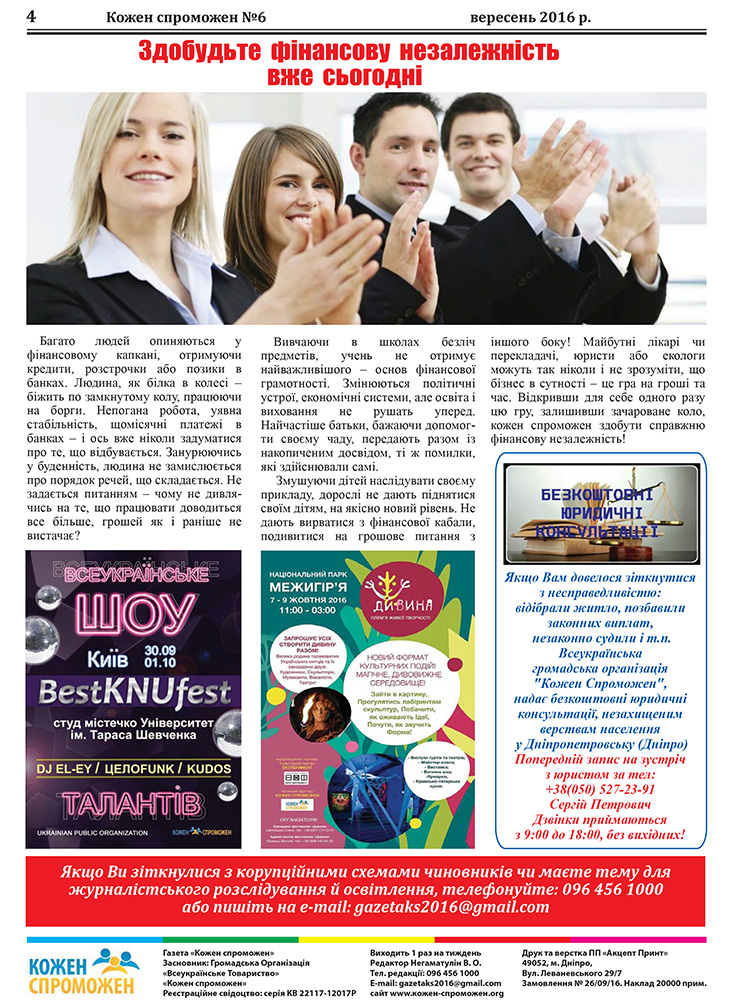 4
Кожен спроможен №6
вересень 2016 р.
Здобудьте фінансову незалежність
вже сьогодні
Багато людей опиняються у
фінансовому капкані, отримуючи
кредити, розстрочки або позики в
банках. Людина, як білка в колесі –
біжить по замкнутому колу, працюючи
на борги. Непогана робота, уявна
стабільність, щомісячні платежі в
банках – і ось вже ніколи задуматися
про те, що відбувається. Занурюючись
у буденність, людина не замислюється
про порядок речей, що складається. Не
задається питанням – чому не дивля-
чись на те, що працювати доводиться
все більше, грошей як і раніше не
вистачає?
Вивчаючи в школах безліч
предметів, учень не отримує
найважливішого – основ фінансової
грамотності. Змінюються політичні
устрої, економічні системи, але освіта і
виховання не рушать уперед.
Найчастіше батьки, бажаючи допомог-
ти своєму чаду, передають разом із
накопиченим досвідом, ті ж помилки,
які здійснювали самі.
Змушуючи дітей наслідувати своєму
прикладу, дорослі не дають піднятися
своїм дітям, на якісно новий рівень. Не
дають вирватися з фінансової кабали,
подивитися на грошове питання з
іншого боку! Майбутні лікарі чи
перекладачі, юристи або екологи
можуть так ніколи і не зрозуміти, що
бізнес в сутності – це гра на гроші та
час. Відкривши для себе одного разу
цю гру, залишивши зачароване коло,
кожен спроможен здобути справжню
фінансову незалежність!
ВСЕУКРАЇНСЬКЕ
ШОУ
Київ
30.09
01.10
BestKNUfest
студ містечко Університет
ім. Тараса Шевченка
DJ EL-EY / ЦЕЛОFUNK / KUDOS
ТАЛАНТІВ
UKRAINIAN PUBLIC ORGANIZATION
КОЖЕН СПРОМОЖЕН
НАЦІОНАЛЬНИЙ ПАРК
МЕЖИГІР'Я
7 - 9 ЖОВТНЯ 2016
11:00 - 03:00
ДИВИНА
ПЛЕМ'Я ЖИВОЇ ТВОРЧОСТІ
ЗАПРОШУЄ УСІХ
СТВОРИТИ ДИВИНУ
РАЗОМ!
НОВИЙ ФОРМАТ
КУЛЬТУРНИХ ПОДІЙ!
МАГІЧНЕ, ДИВОВИЖНЕ
СЕРЕДОВИЩЕ!
Зайти в картину,
Прогулятись лабіринтом
скульптур, Побачити,
як оживають Ідеї,
Почути, як звучить
Форма!
ОРГАНІЗАТОРИ:
БЕЗКОШТОВНІ
ЮРИДИЧНІ
КОНСУЛЬТАЦІЇ
Якщо Вам довелося зіткнутися
з несправедливістю:
відібрали житло, позбавили
законних виплат,
незаконно судили і т.п.
Всеукраїнська
громадська організація
"Кожен Спроможен",
надає безкоштовні юридичні
консультації, незахищеним
верствам населення
у Дніпропетровську (Дніпро)
Попередній запис на зустріч
з юристом за тел:
+38(050) 527-23-91
Сергій Петрович
Дзвінки приймаються
з 9:00 до 18:00, без вихідних!
Якщо Ви зіткнулися з корупційними схемами чиновників чи маєте тему для
журналістського розслідування й освітлення, телефонуйте: 096 456 1000
або пишіть на e-mail: gazetaks2016@gmail.com
КОЖЕН
СПРОМОЖЕН
Газета «Кожен спроможен»
Засновник: Громадська Організація
«Всеукраїнське Товариство»
«Кожен спроможен»
Реєстраційне свідоцтво: серія КВ 22117-12017Р
Виходить 1 раз на тиждень
Редактор Негаматулін В. О.
Тел. редакції: 096 456 1000
E-mail: gazetaks2016@gmail.com
сайт www.кожен-спроможен.org
Друк та верстка ПП «Акцепт Принт»
49052, м. Дніпро,
Вул. Леваневського 29/7
Замовлення № 26/09/16. Наклад 20000 прим.